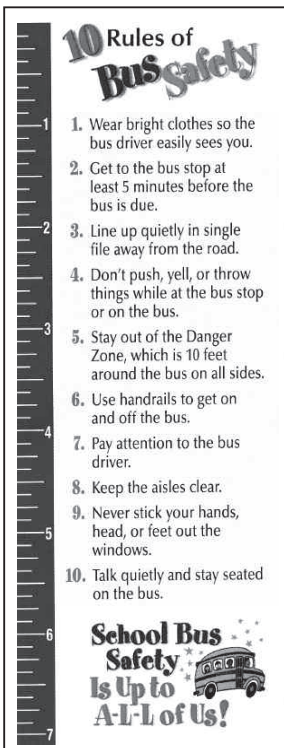 10 Rules of
Bus Safety
1. Wear bright clothes so the
bus driver easily sees you.
2. Get to the bus stop at
least 5 minutes before the
bus is due.
3. Line up quietly in single
file away from the road.
4. Don't push, yell, or throw
things while at the bus stop
or on the bus.
5. Stay out of the Danger
Zone, which is 10 feet
around the bus on all sides.
6. Use handrails to get on
and off the bus.
7. Pay attention to the bus
driver.
8. Keep the aisles clear.
9. Never stick your hands,
head, or feet out the
windows.
10. Talk quietly and stay seated
on the bus.
School Bus
Safety
Is Up to
A-L-L of Us!
1
2
3
4
5
6
7